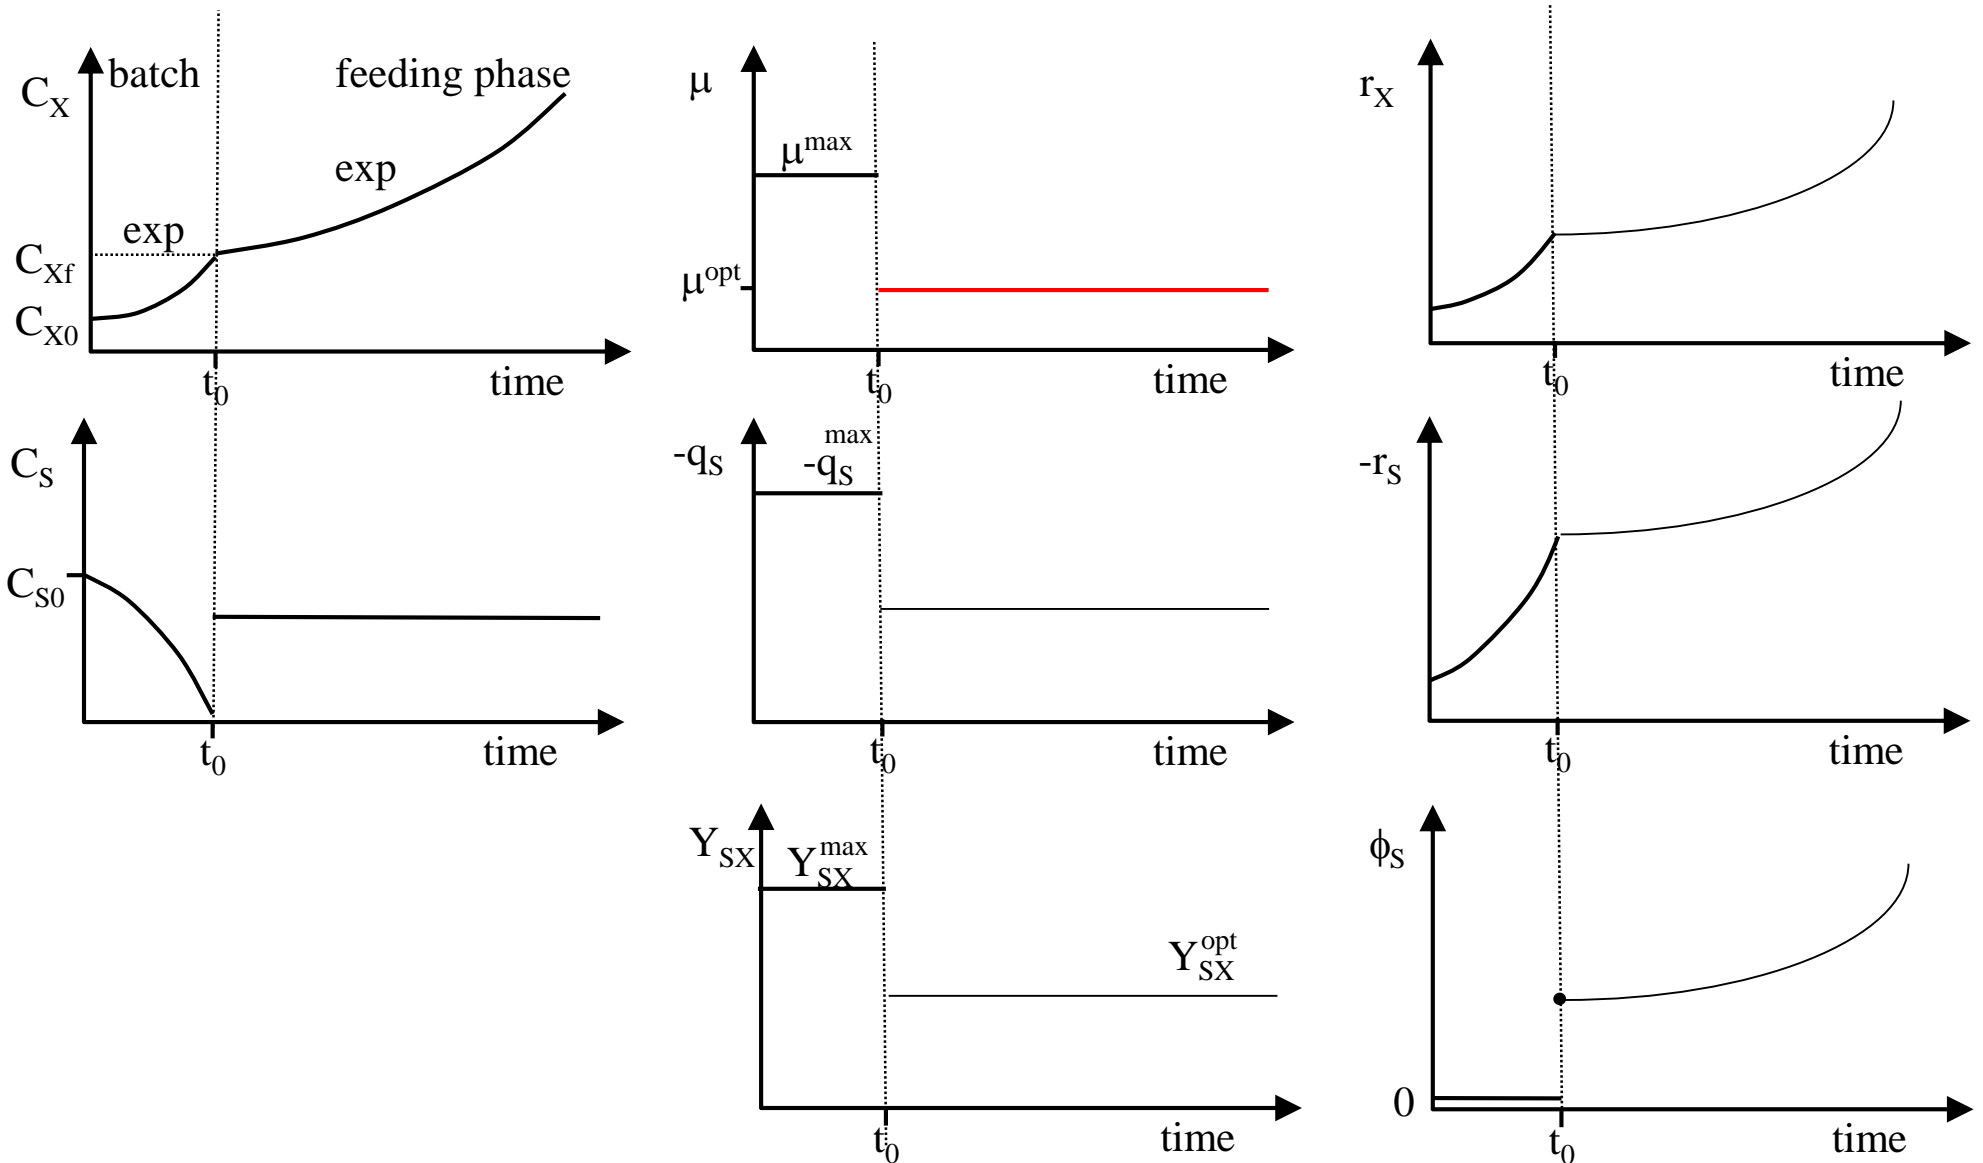 C_X
batch
feeding phase
exp
exp
C_Xf
C_X0
t_0
time
μ
μ^max
μ^opt
t_0
time
r_X
t_0
time
C_S
C_S0
t_0
time
-q_S
-q_S^max
t_0
time
-r_S
t_0
time
Y_SX
Y_SX^max
Y_SX^opt
t_0
time
ϕ_S
0
t_0
time